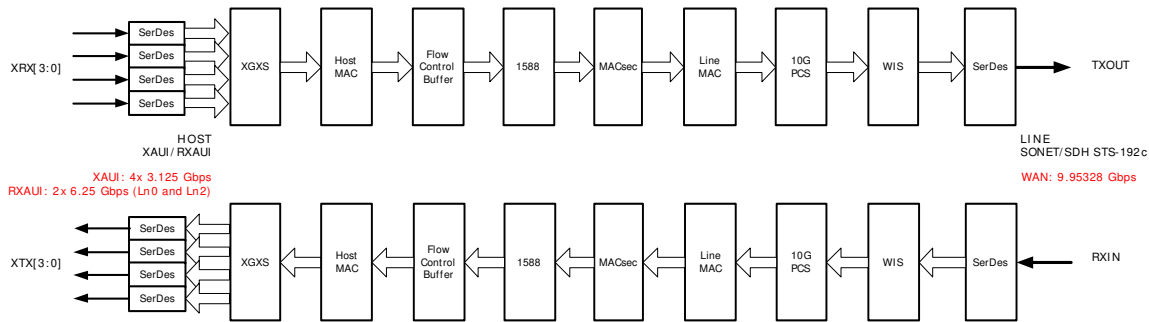 SerDes
SerDes
SerDes
SerDes
XRX[3:0]
XGXS
Host
MAC
Flow
Control
Buffer
1588
MACsec
Line
MAC
10G
PCS
WIS
SerDes
TXOUT
HOST
XAUI/RXAUI
XAUI: 4x 3.125 Gbps
RXAUI: 2x 6.25 Gbps (Ln0 and Ln2)
LINE
SONET/SDH STS-192c
WAN: 9.95328 Gbps
SerDes
SerDes
SerDes
SerDes
XTX[3:0]
XGXS
Host
MAC
Flow
Control
Buffer
1588
MACsec
Line
MAC
10G
PCS
WIS
SerDes
RXIN